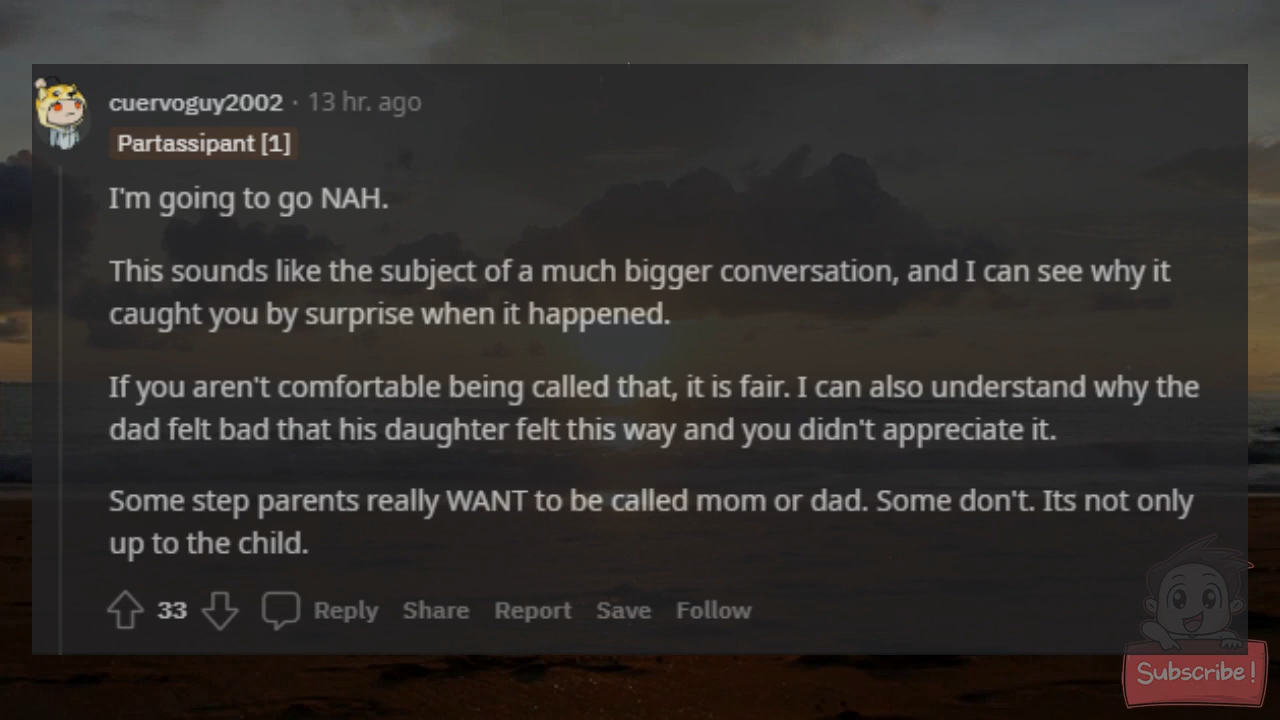 cuervoguy2002 · 13 hr. ago
Partassipant [1]
I'm going to go NAH.
This sounds like the subject of a much bigger conversation, and I can see why it
caught you by surprise when it happened.
If you aren't comfortable being called that, it is fair. I can also understand why the
dad felt bad that his daughter felt this way and you didn't appreciate it.
Some step parents really WANT to be called mom or dad. Some don't. Its not only
up to the child.
33 Reply Share Report Save Follow
Subscribe!